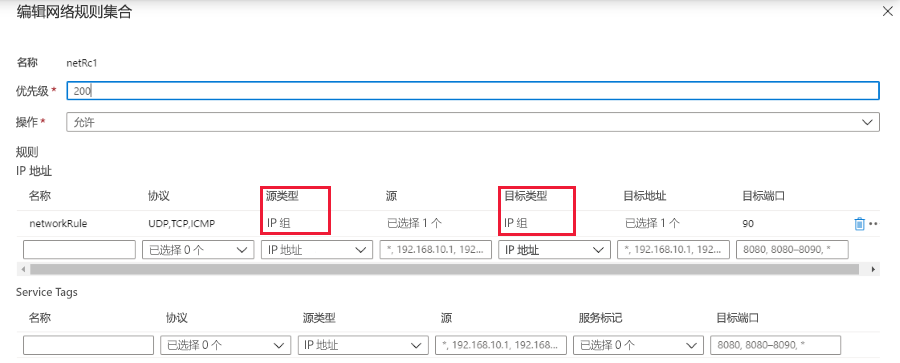 编辑网络规则集合
名称 netRc1
优先级 * 200
操作 * 允许
规则
IP 地址
名称 协议 源类型 源 目标类型 目标地址 目标端口
networkRule UDP,TCP,ICMP IP 组 已选择 1 个 IP 组 已选择 1 个 90
已选择 0 个 IP 地址 *, 192.168.10.1, 192... IP 地址 *, 192.168.10.1, 192... 8080, 8080–8090, *
Service Tags
名称 协议 源类型 源 服务标记 目标端口
已选择 0 个 IP 地址 *, 192.168.10.1, 192.168... 已选择 0 个 8080, 8080–8090, *